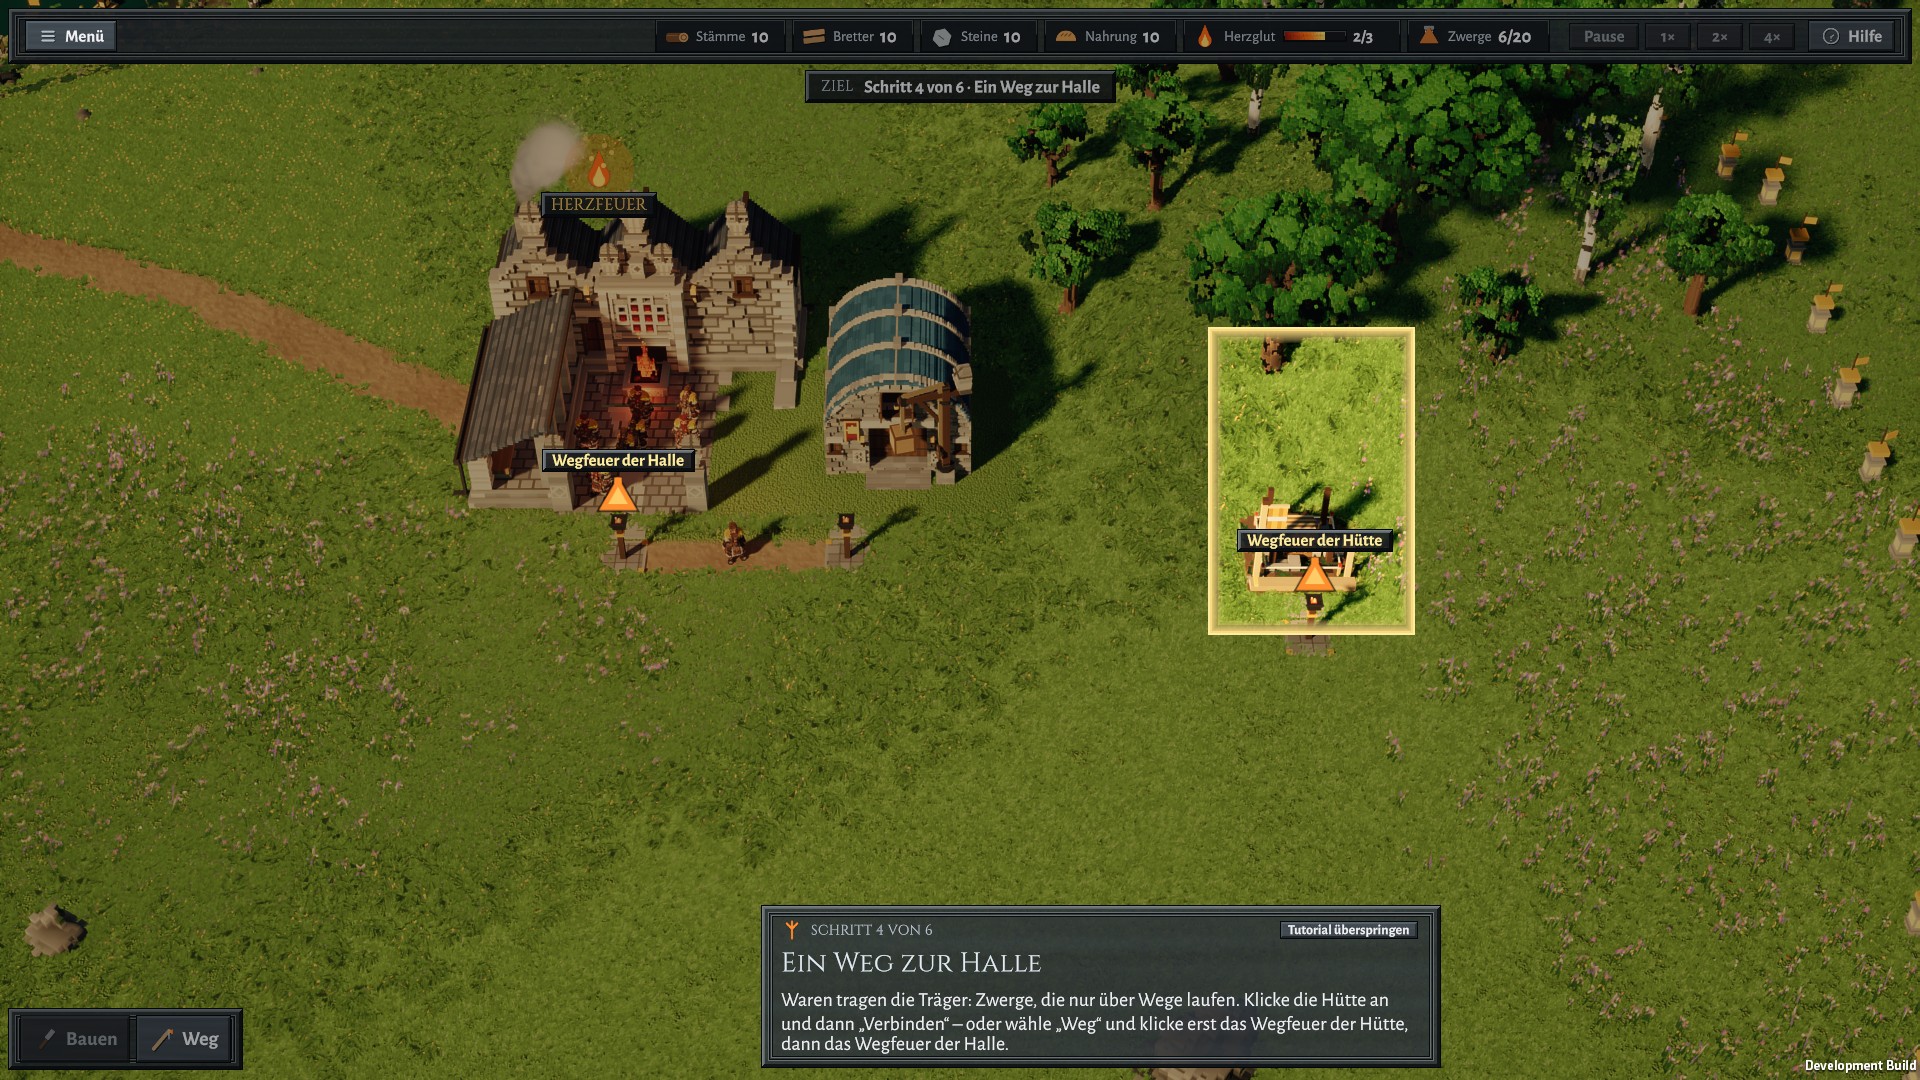 Menü
Stämme 10
Bretter 10
Steine 10
Nahrung 10
Herzglut 2/3
Zwerge 6/20
Pause
1×
2×
4×
Hilfe
ZIEL Schritt 4 von 6 · Ein Weg zur Halle
HERZFEUER
Wegfeuer der Halle
Wegfeuer der Hütte
SCHRITT 4 VON 6
Tutorial überspringen
Ein Weg zur Halle
Waren tragen die Träger: Zwerge, die nur über Wege laufen. Klicke die Hütte an
und dann „Verbinden“ – oder wähle „Weg“ und klicke erst das Wegfeuer der Hütte,
dann das Wegfeuer der Halle.
Bauen
Weg
Development Build